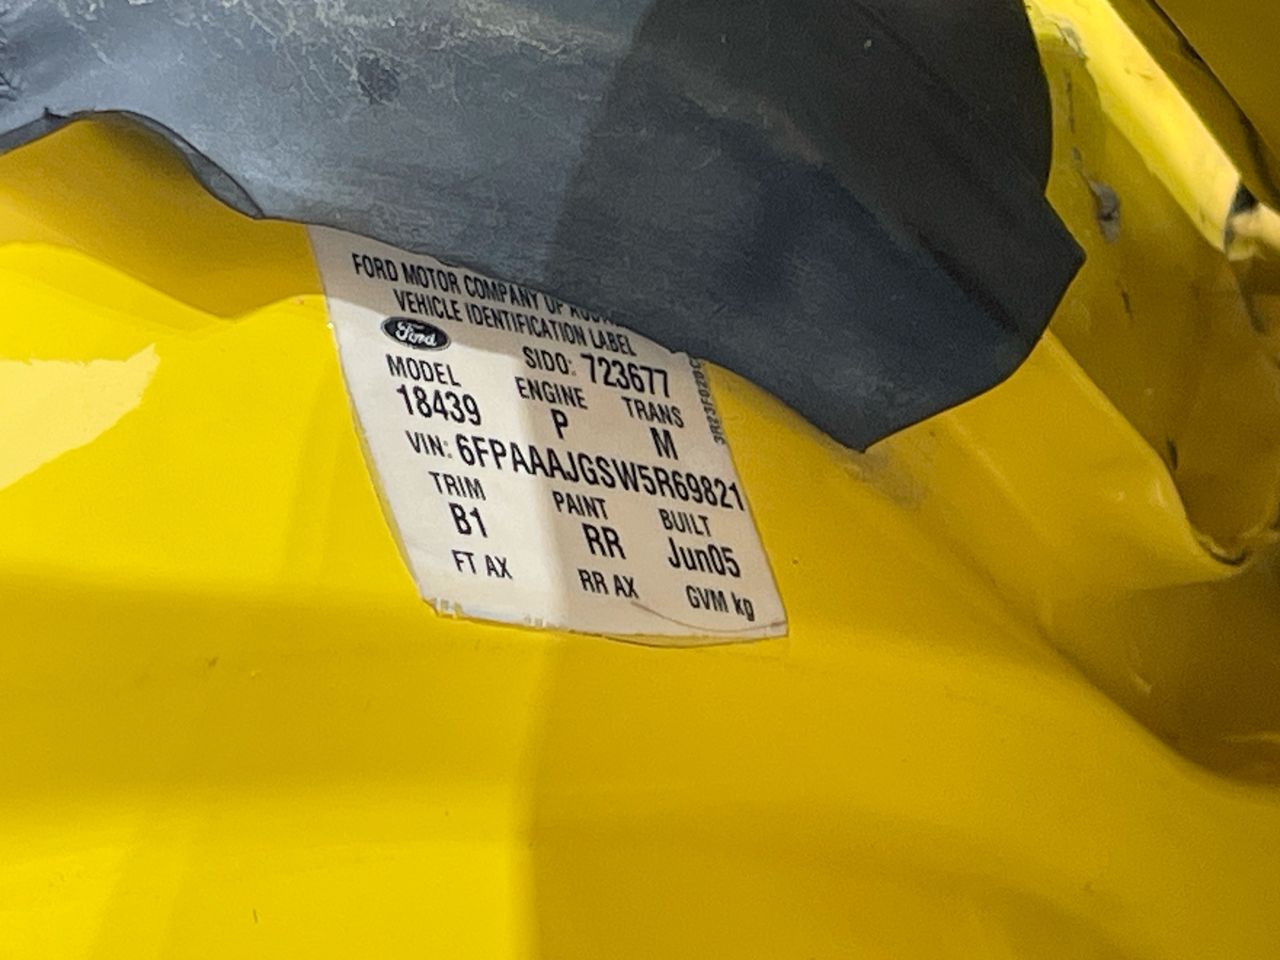 FORD MOTOR COMPANY OF
VEHICLE IDENTIFICATION LABEL
Ford SIDO: 723677
MODEL ENGINE TRANS
18439 P M
VIN: 6FPAAAJGSW5R69821
TRIM PAINT BUILT
B1 RR Jun05
FT AX RR AX GVM kg